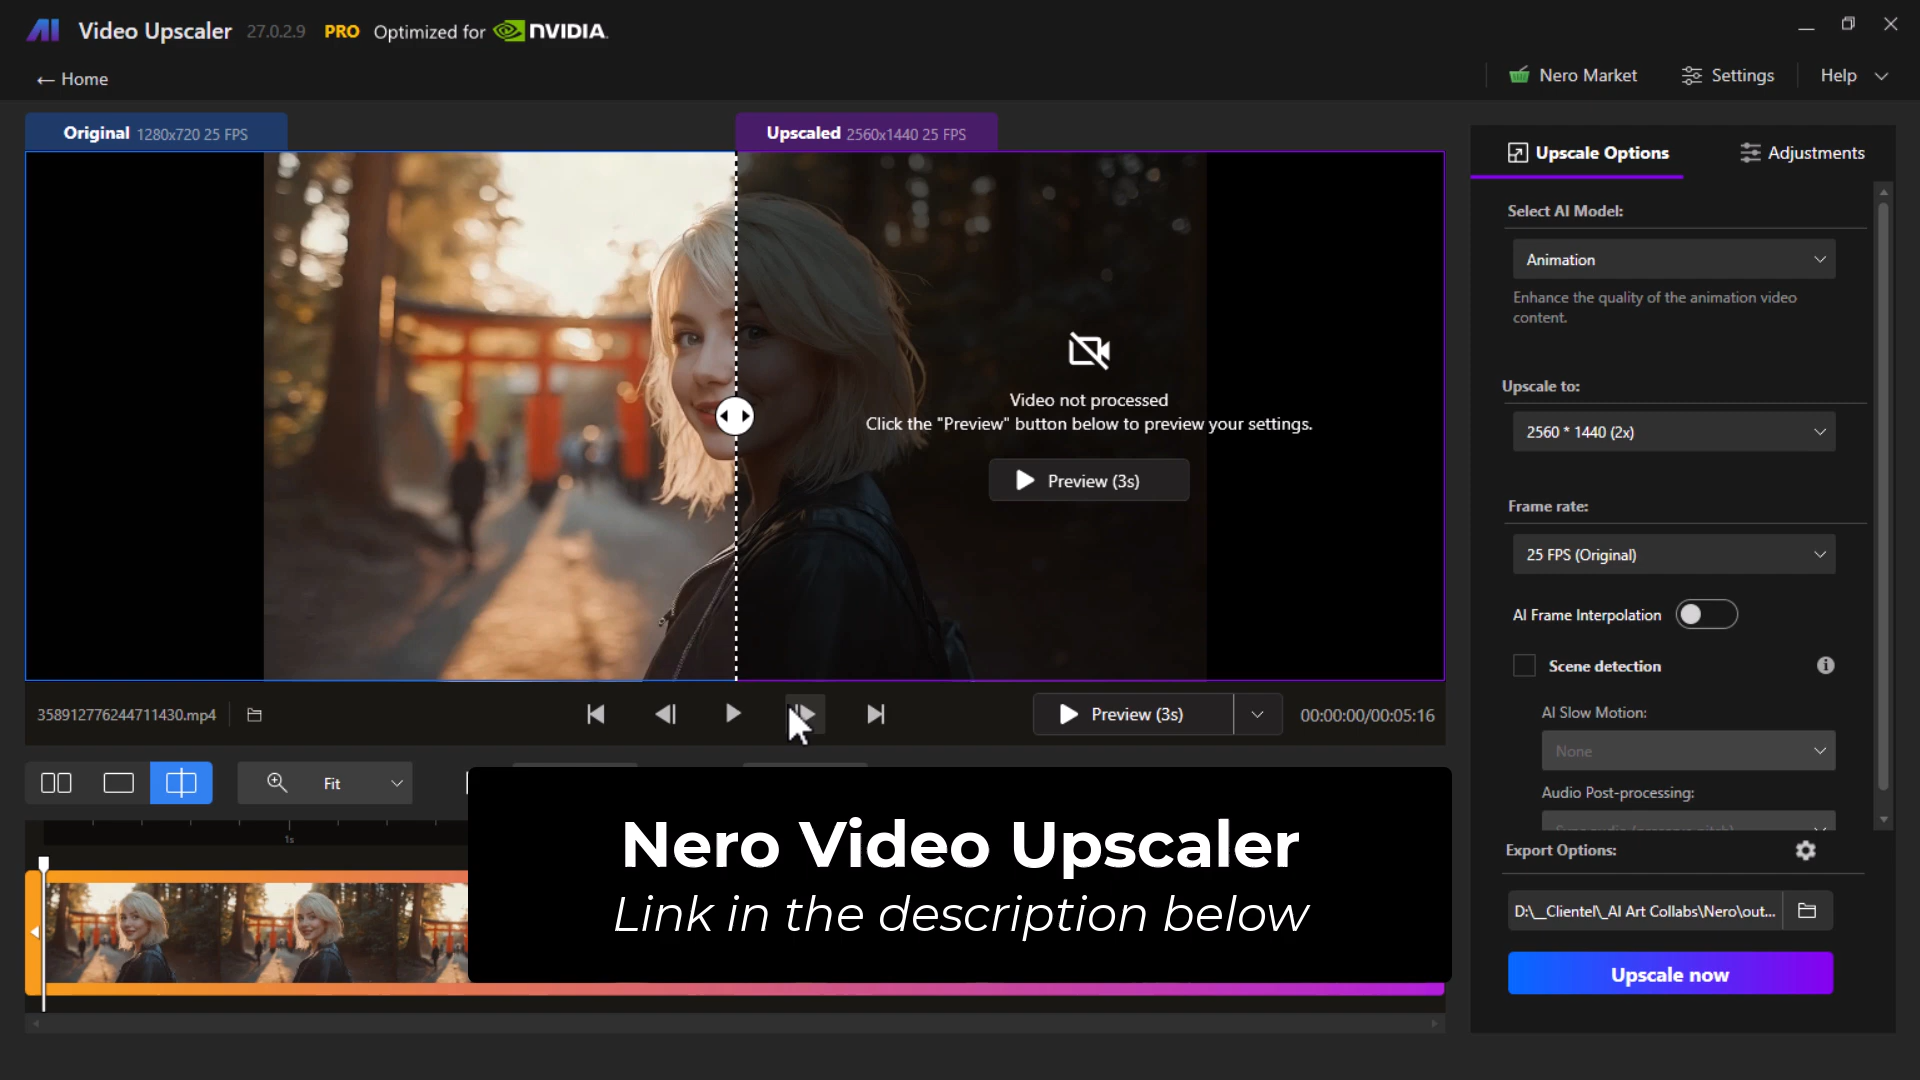 AI Video Upscaler 27.0.2.9 PRO Optimized for NVIDIA.
← Home
Nero Market
Settings
Help
Original 1280x720 25 FPS
Upscaled 2560x1440 25 FPS
Video not processed
Click the "Preview" button below to preview your settings.
Preview (3s)
358912776244711430.mp4
Preview (3s)
00:00:00/00:05:16
Fit
1s
Nero Video Upscaler
Link in the description below
Upscale Options
Adjustments
Select AI Model:
Animation
Enhance the quality of the animation video
content.
Upscale to:
2560 * 1440 (2x)
Frame rate:
25 FPS (Original)
AI Frame Interpolation
Scene detection
AI Slow Motion:
None
Audio Post-processing:
Export Options:
D:\__Clientel\_AI Art Collabs\Nero\out...
Upscale now